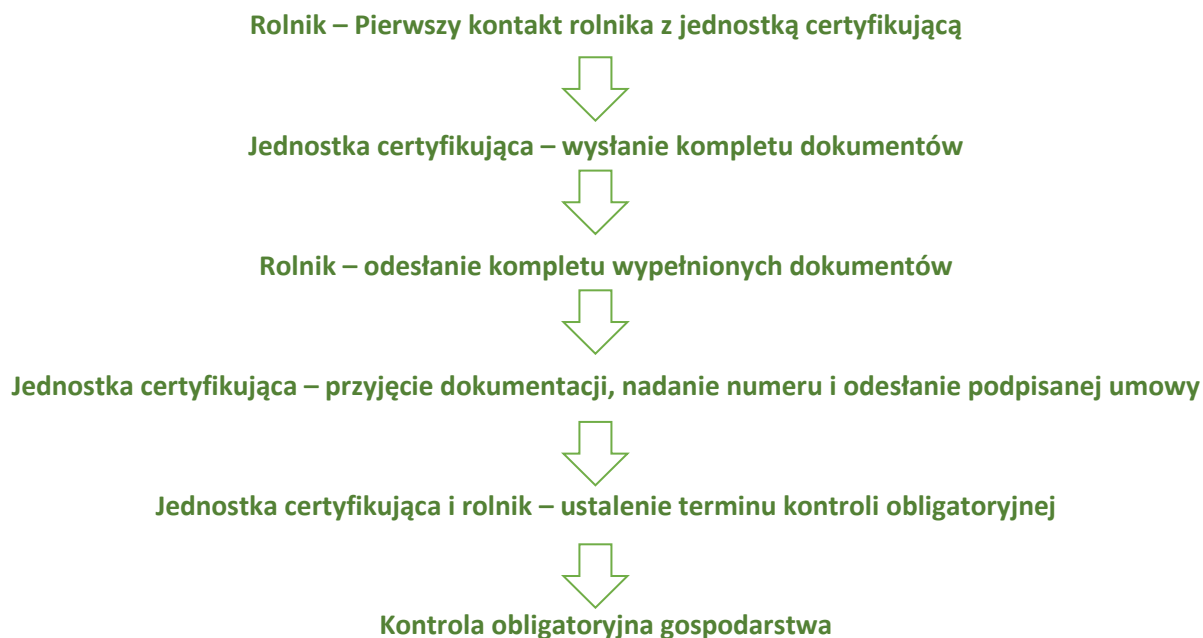 Rolnik – Pierwszy kontakt rolnika z jednostką certyfikującą
Jednostka certyfikująca – wysłanie kompletu dokumentów
Rolnik – odesłanie kompletu wypełnionych dokumentów
Jednostka certyfikująca – przyjęcie dokumentacji, nadanie numeru i odesłanie podpisanej umowy
Jednostka certyfikująca i rolnik – ustalenie terminu kontroli obligatoryjnej
Kontrola obligatoryjna gospodarstwa